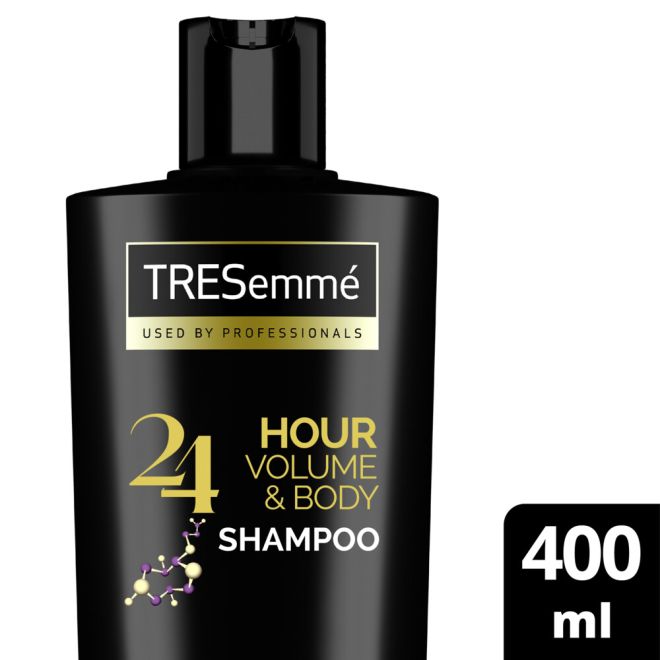 TRESemmé
USED BY PROFESSIONALS
24 HOUR
VOLUME
& BODY
SHAMPOO
400
ml